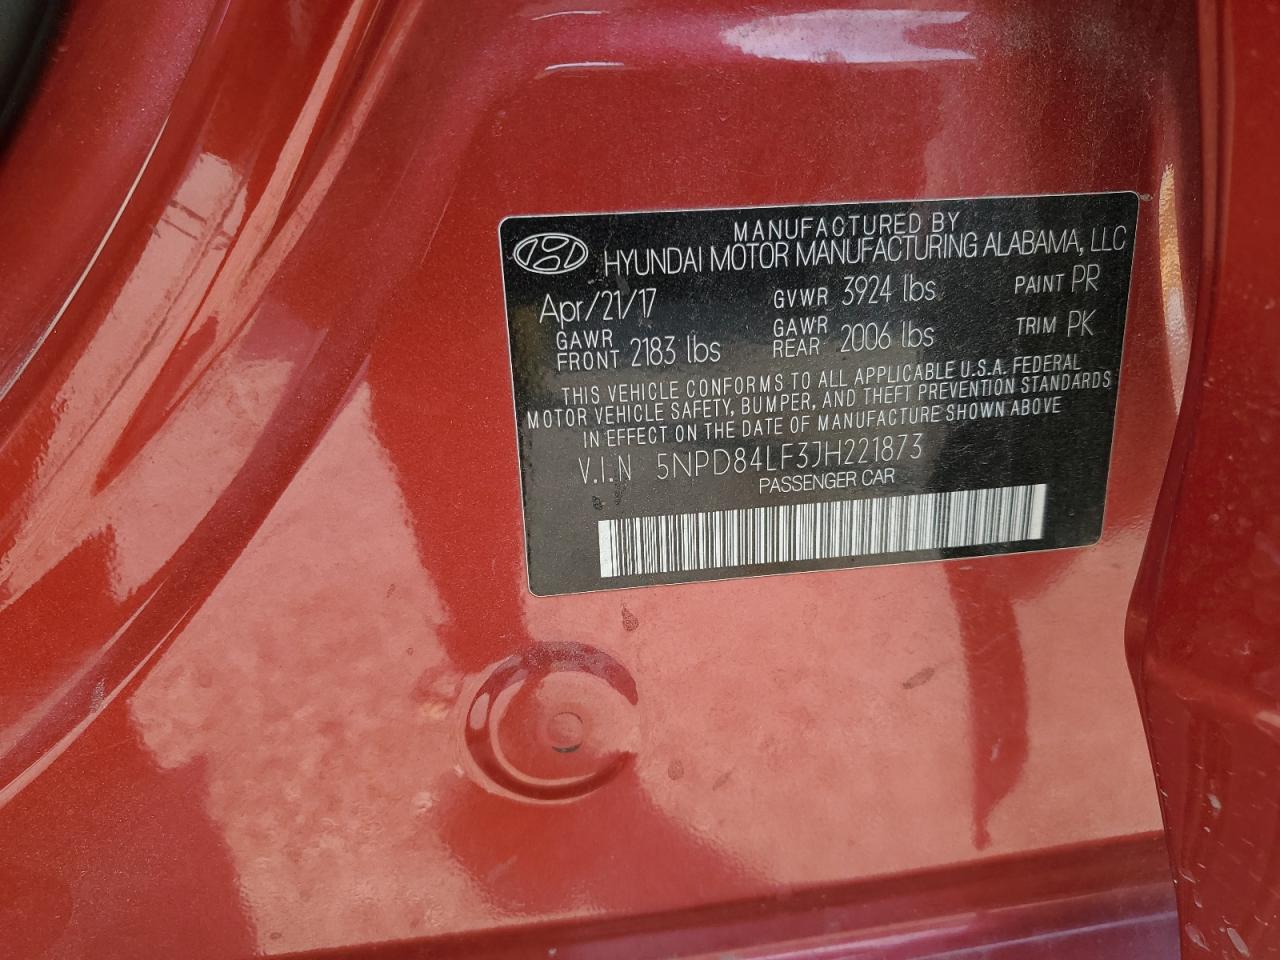 MANUFACTURED BY
HYUNDAI MOTOR MANUFACTURING ALABAMA, LLC
Apr/21/17 GVWR 3924 lbs PAINT PR
GAWR FRONT 2183 lbs GAWR REAR 2006 lbs TRIM PK
THIS VEHICLE CONFORMS TO ALL APPLICABLE U.S.A. FEDERAL
MOTOR VEHICLE SAFETY, BUMPER, AND THEFT PREVENTION STANDARDS
IN EFFECT ON THE DATE OF MANUFACTURE SHOWN ABOVE
V.I.N 5NPD84LF3JH221873
PASSENGER CAR